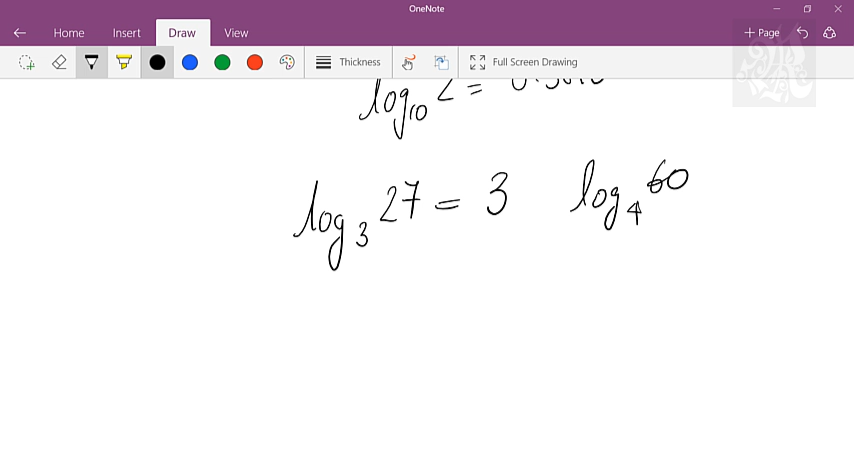 OneNote
Home Insert Draw View + Page
Thickness Full Screen Drawing
log₁₀ 2 =
log₃ 27 = 3 log₄ 60